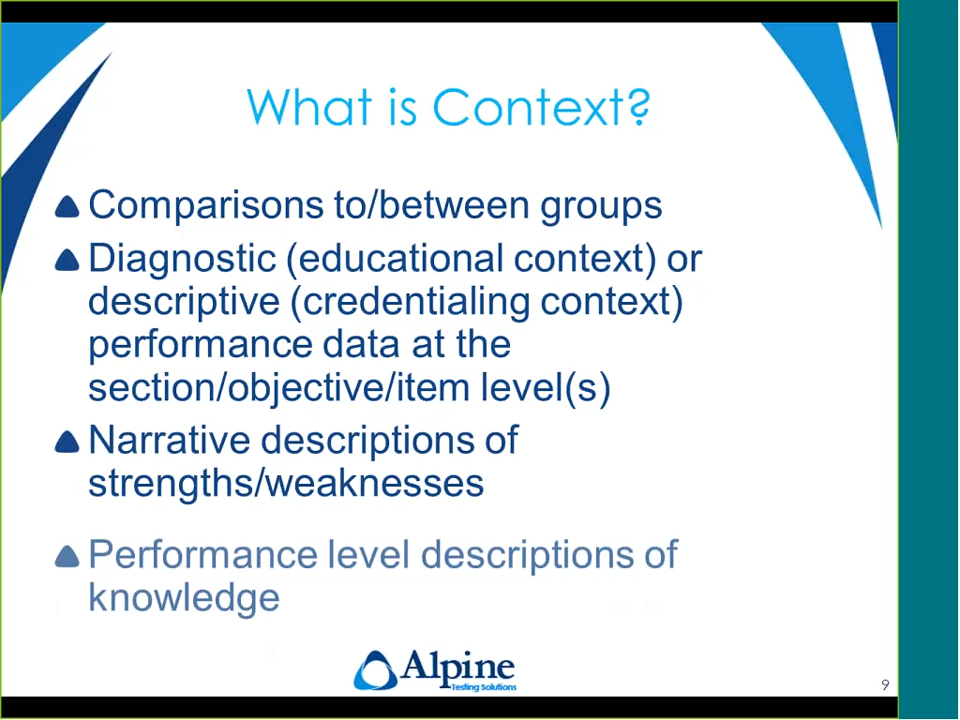 What is Context?
Comparisons to/between groups
Diagnostic (educational context) or
descriptive (credentialing context)
performance data at the
section/objective/item level(s)
Narrative descriptions of
strengths/weaknesses
Performance level descriptions of
knowledge
Alpine
Testing Solutions
9